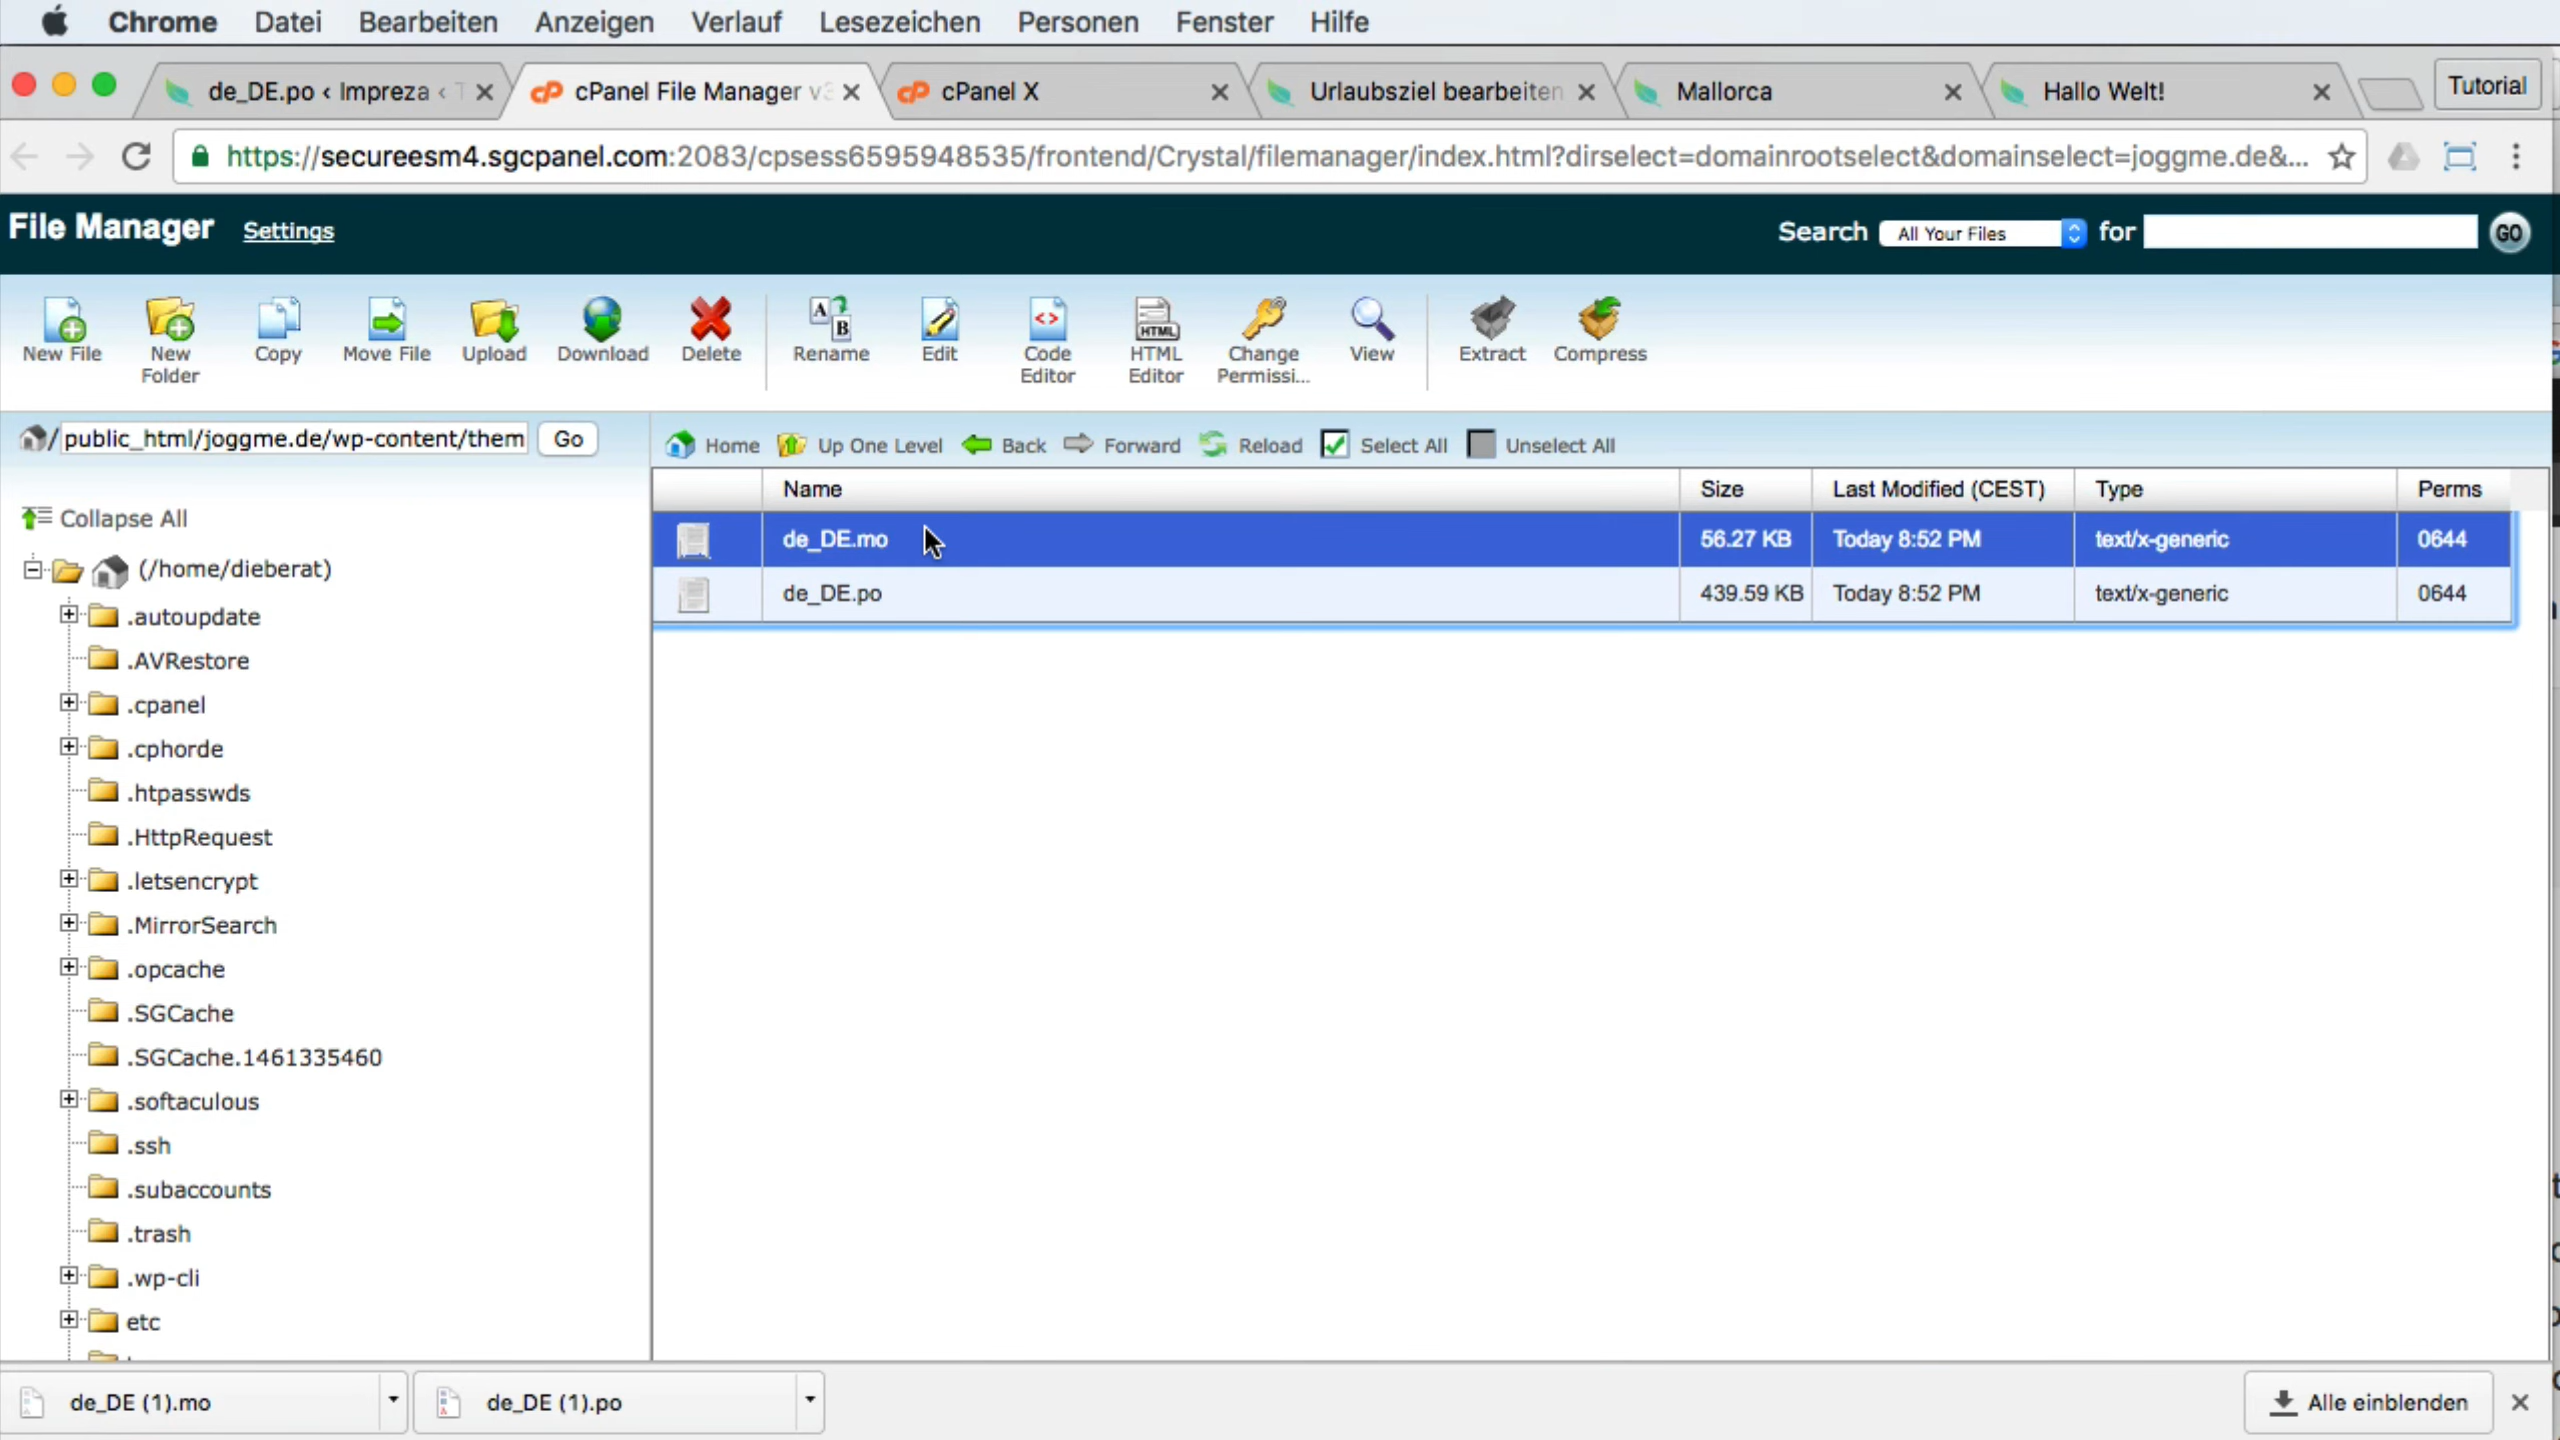 Chrome Datei Bearbeiten Anzeigen Verlauf Lesezeichen Personen Fenster Hilfe
de_DE.po ‹ Impreza ‹ T
cPanel File Manager v3
cPanel X
Urlaubsziel bearbeiten
Mallorca
Hallo Welt!
Tutorial
https://secureesm4.sgcpanel.com:2083/cpsess6595948535/frontend/Crystal/filemanager/index.html?dirselect=domainrootselect&domainselect=joggme.de&...
File Manager Settings
Search All Your Files for GO
New File
New Folder
Copy
Move File
Upload
Download
Delete
Rename
Edit
Code Editor
HTML Editor
Change Permissi...
View
Extract
Compress
/ public_html/joggme.de/wp-content/them Go
Home Up One Level Back Forward Reload Select All Unselect All
Name Size Last Modified (CEST) Type Perms
de_DE.mo 56.27 KB Today 8:52 PM text/x-generic 0644
de_DE.po 439.59 KB Today 8:52 PM text/x-generic 0644
Collapse All
(/home/dieberat)
.autoupdate
.AVRestore
.cpanel
.cphorde
.htpasswds
.HttpRequest
.letsencrypt
.MirrorSearch
.opcache
.SGCache
.SGCache.1461335460
.softaculous
.ssh
.subaccounts
.trash
.wp-cli
etc
de_DE (1).mo
de_DE (1).po
Alle einblenden